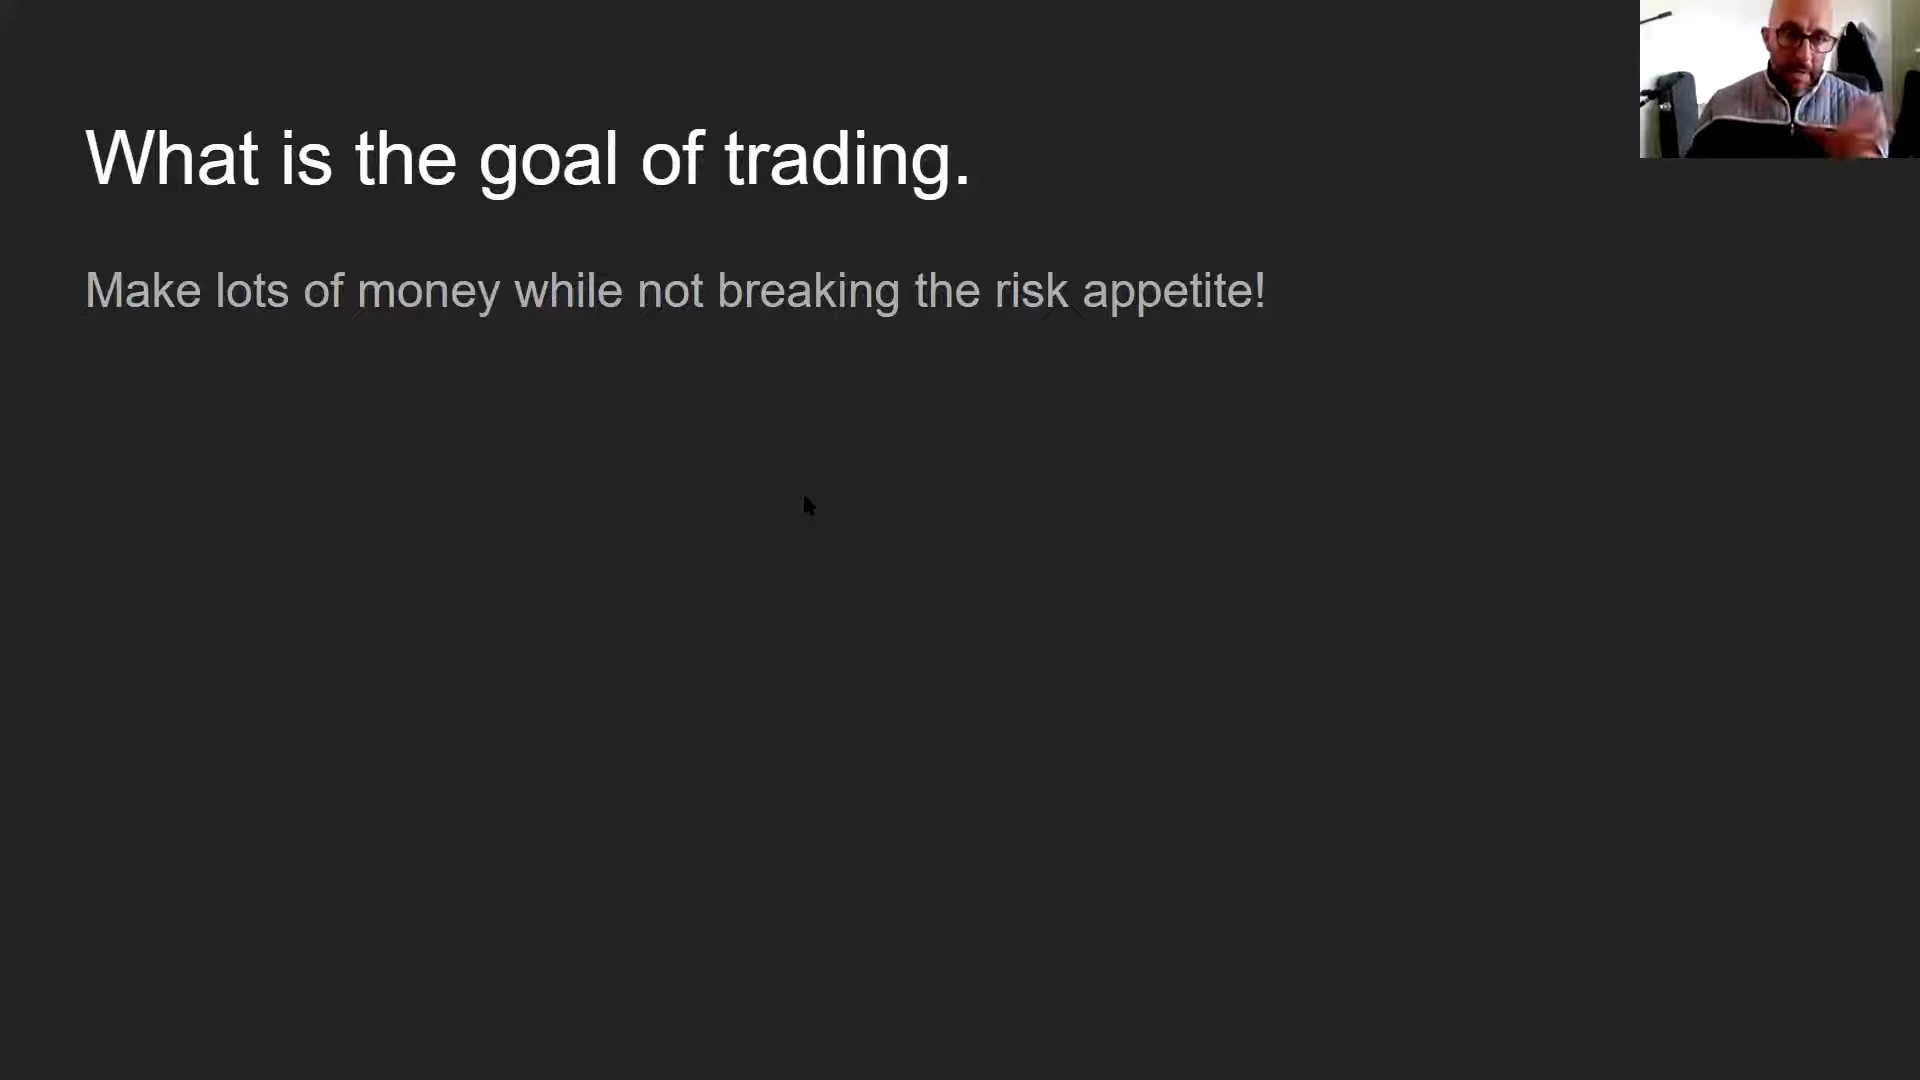 What is the goal of trading.
Make lots of money while not breaking the risk appetite!